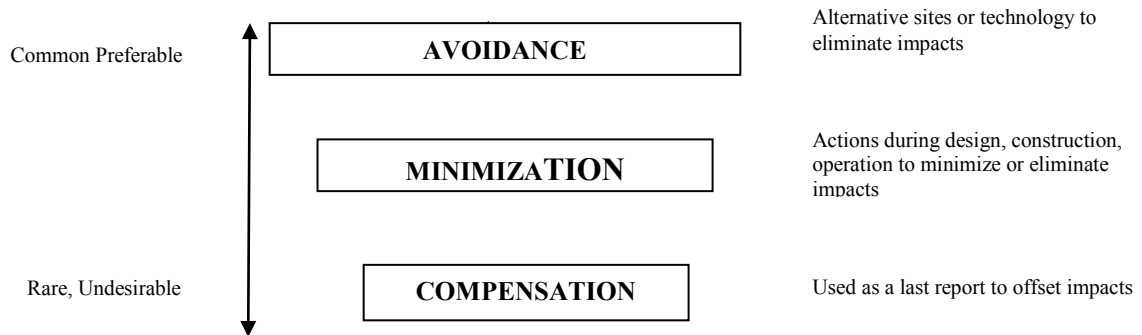 Common Preferable
AVOIDANCE
Alternative sites or technology to
eliminate impacts
MINIMIZATION
Actions during design, construction,
operation to minimize or eliminate
impacts
Rare, Undesirable
COMPENSATION
Used as a last report to offset impacts